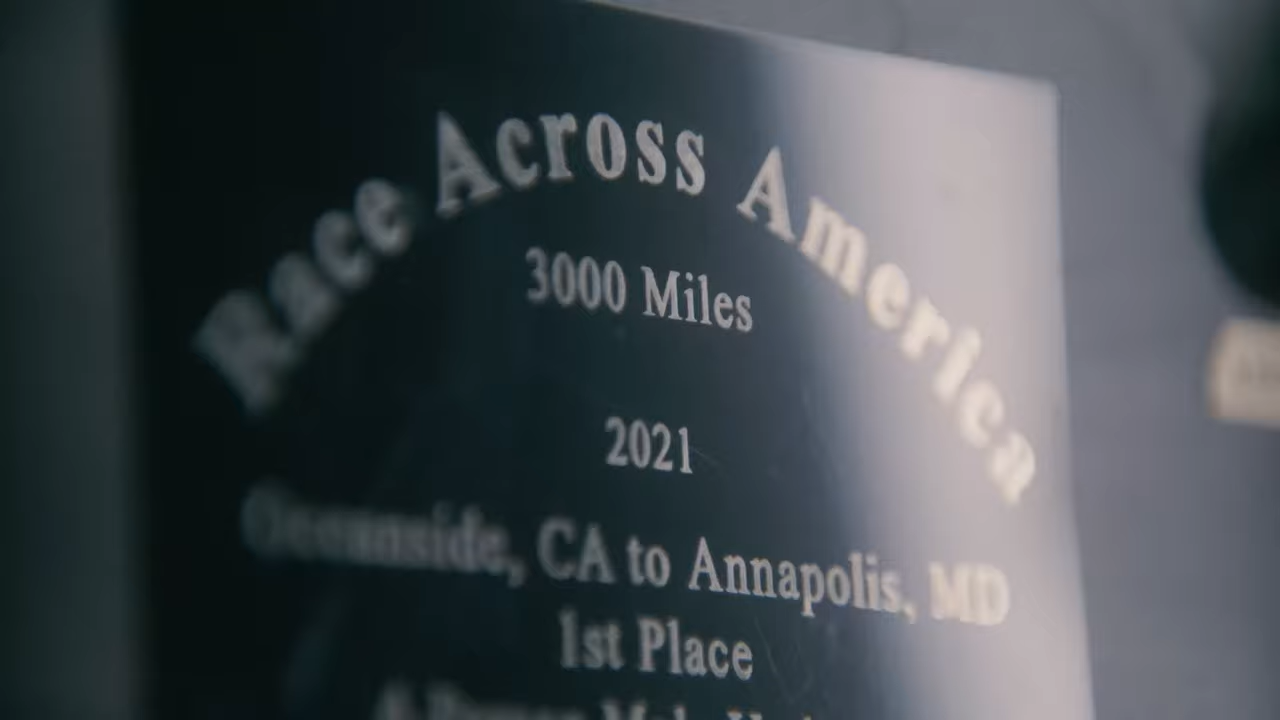 Race Across America
3000 Miles
2021
Oceanside, CA to Annapolis, MD
1st Place